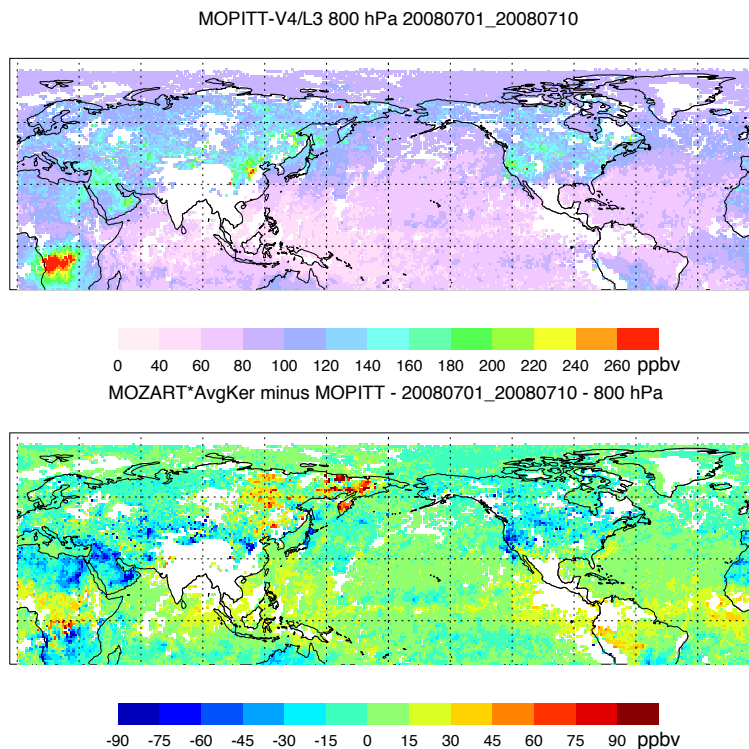 MOPITT-V4/L3 800 hPa 20080701_20080710
0 40 60 80 100 120 140 160 180 200 220 240 260 ppbv
MOZART*AvgKer minus MOPITT - 20080701_20080710 - 800 hPa
-90 -75 -60 -45 -30 -15 0 15 30 45 60 75 90 ppbv